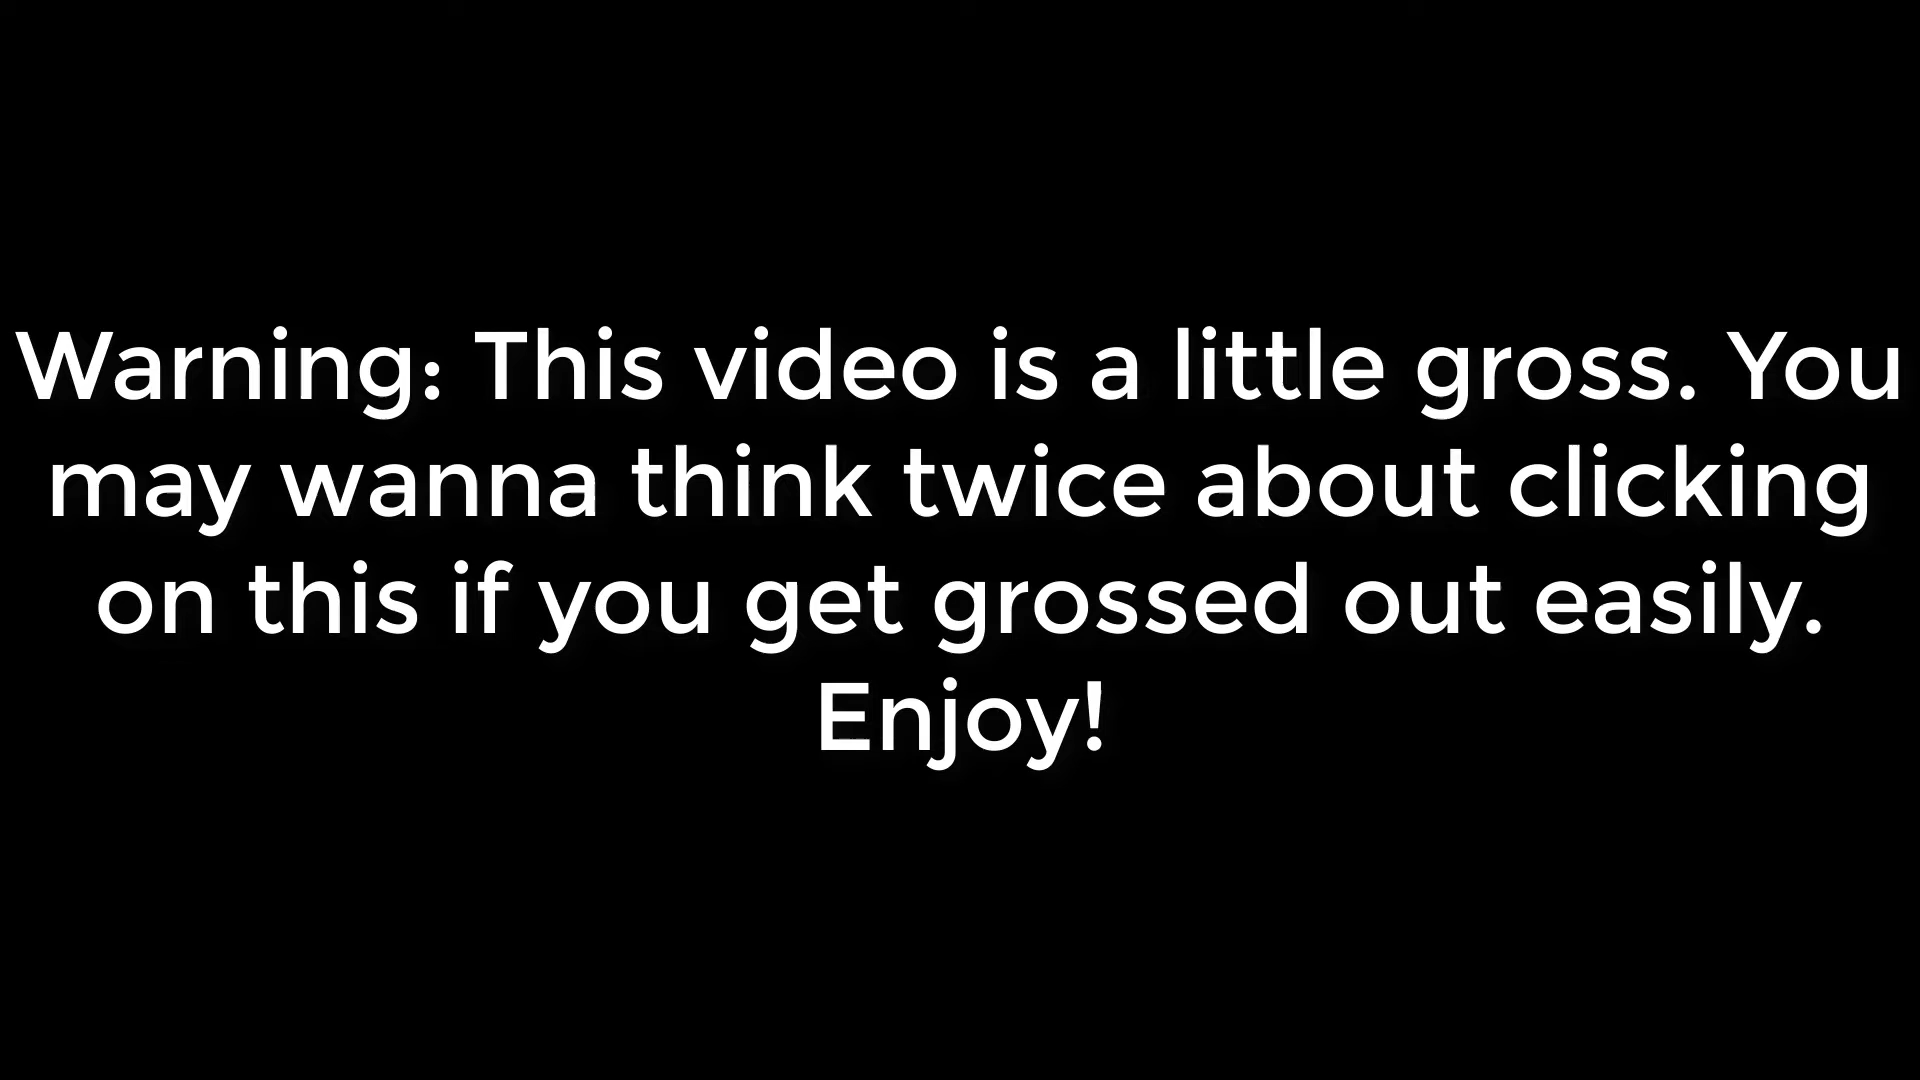 Warning: This video is a little gross. You
may wanna think twice about clicking
on this if you get grossed out easily.
Enjoy!